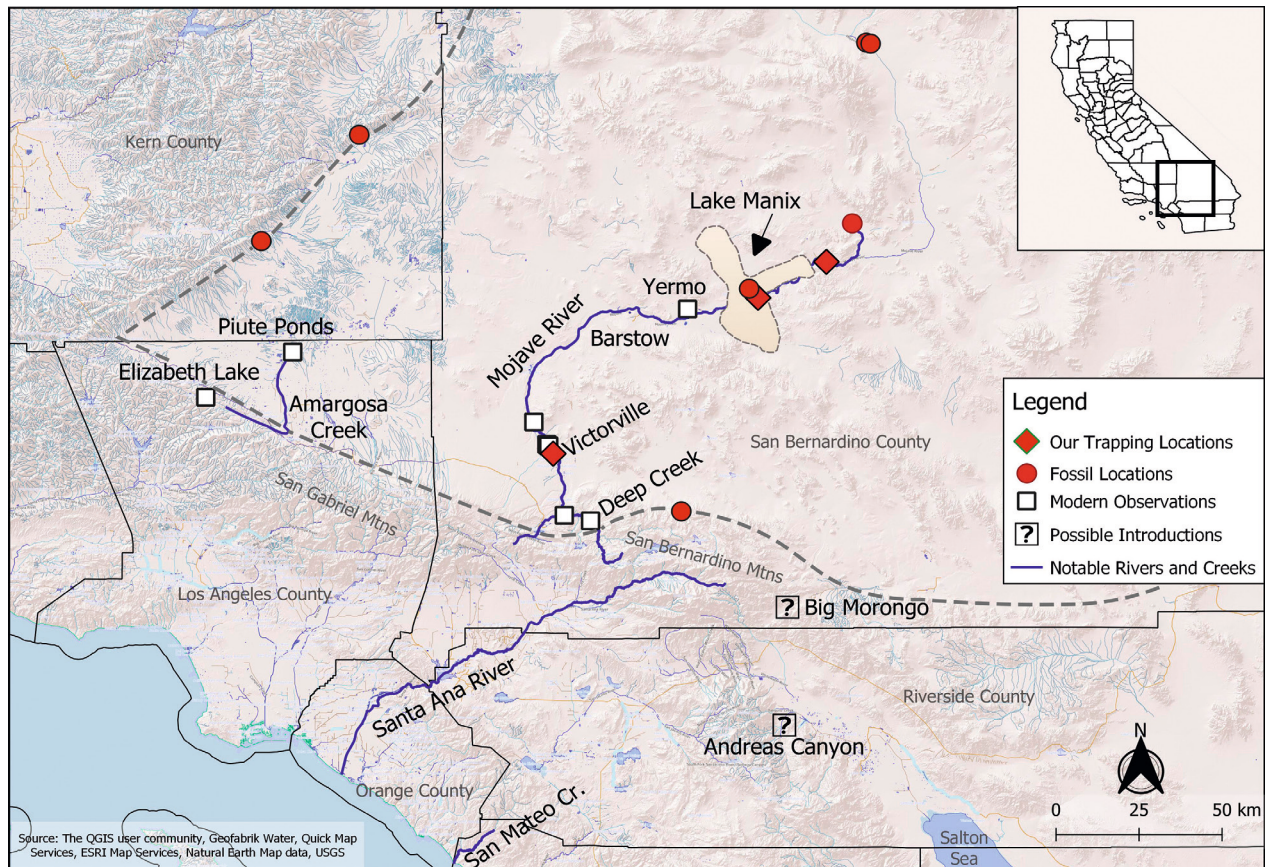 Kern County
Lake Manix
Yermo
Piute Ponds
Mojave River
Barstow
Elizabeth Lake
Amargosa
Creek
Victorville
San Bernardino County
San Gabriel Mtns
Deep Creek
San Bernardino Mtns
Los Angeles County
Big Morongo
Santa Ana River
Riverside County
Andreas Canyon
Orange County
San Mateo Cr.
Salton
Sea
Legend
Our Trapping Locations
Fossil Locations
Modern Observations
? Possible Introductions
Notable Rivers and Creeks
?
?
N
0 25 50 km
Source: The QGIS user community, Geofabrik Water, Quick Map
Services, ESRI Map Services, Natural Earth Map data, USGS